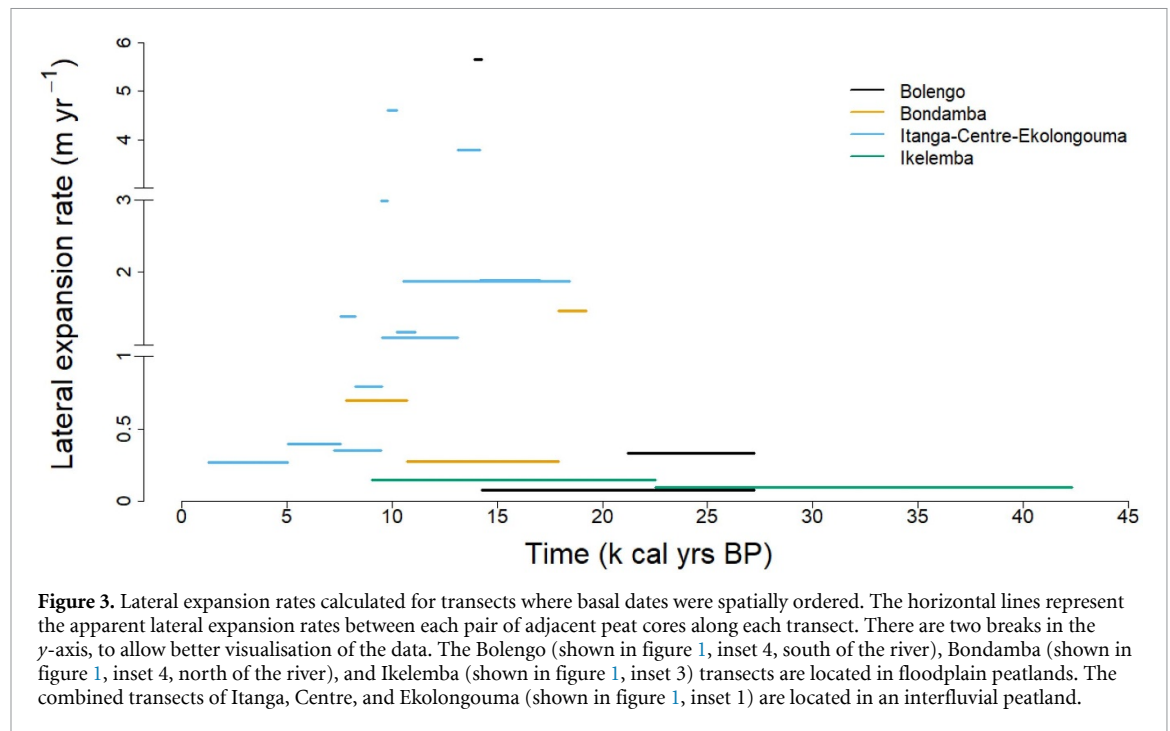 6
5
4
3
2
1
0.5
0
Lateral expansion rate (m yr⁻¹)
Bolengo
Bondamba
Itanga-Centre-Ekolongouma
Ikelemba
0 5 10 15 20 25 30 35 40 45
Time (k cal yrs BP)
Figure 3. Lateral expansion rates calculated for transects where basal dates were spatially ordered. The horizontal lines represent
the apparent lateral expansion rates between each pair of adjacent peat cores along each transect. There are two breaks in the
y-axis, to allow better visualisation of the data. The Bolengo (shown in figure 1, inset 4, south of the river), Bondamba (shown in
figure 1, inset 4, north of the river), and Ikelemba (shown in figure 1, inset 3) transects are located in floodplain peatlands. The
combined transects of Itanga, Centre, and Ekolongouma (shown in figure 1, inset 1) are located in an interfluvial peatland.